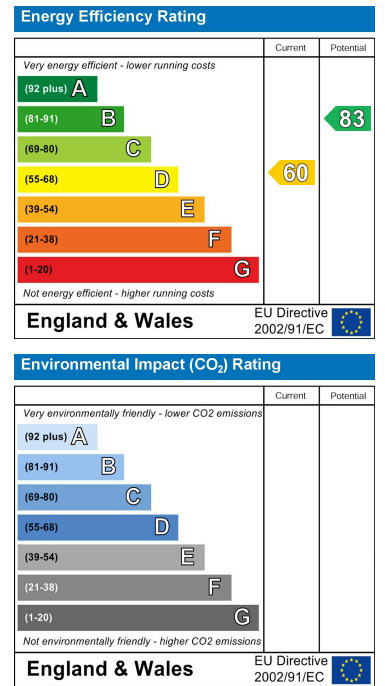 Energy Efficiency Rating
Current Potential
Very energy efficient - lower running costs
(92 plus) A
(81-91) B
83
(69-80) C
(55-68) D
60
(39-54) E
(21-38) F
(1-20) G
Not energy efficient - higher running costs
England & Wales
EU Directive
2002/91/EC
Environmental Impact (CO2) Rating
Current Potential
Very environmentally friendly - lower CO2 emissions
(92 plus) A
(81-91) B
(69-80) C
(55-68) D
(39-54) E
(21-38) F
(1-20) G
Not environmentally friendly - higher CO2 emissions
England & Wales
EU Directive
2002/91/EC